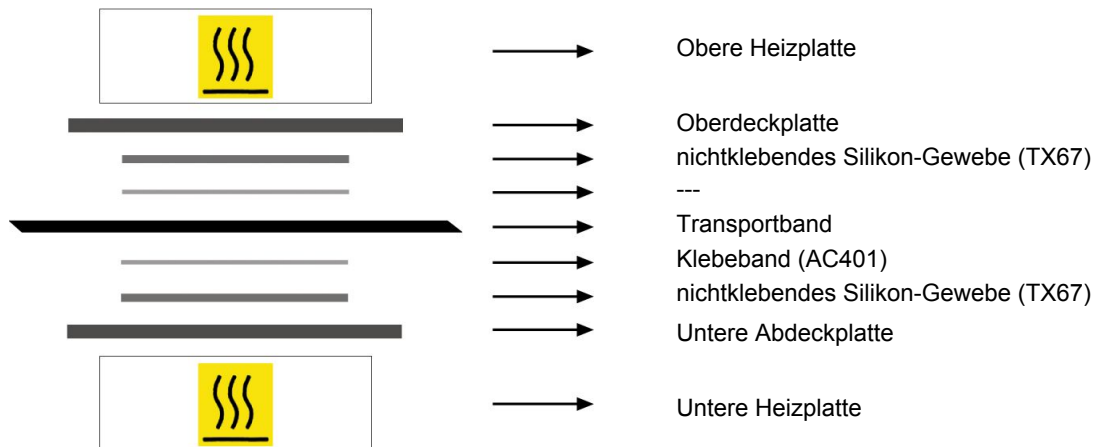 Obere Heizplatte
Oberdeckplatte
nichtklebendes Silikon-Gewebe (TX67)
---
Transportband
Klebeband (AC401)
nichtklebendes Silikon-Gewebe (TX67)
Untere Abdeckplatte
Untere Heizplatte